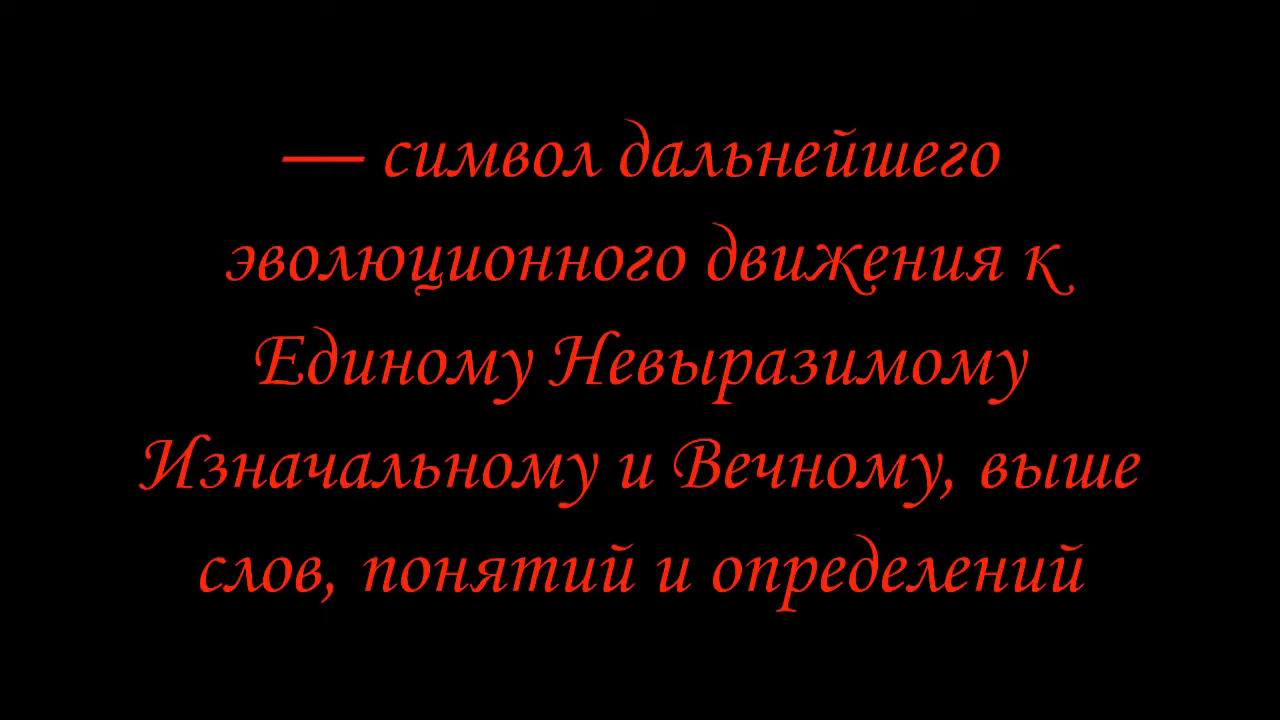 — символ дальнейшего
эволюционного движения к
Единому Невыразимому
Изначальному и Вечному, выше
слов, понятий и определений